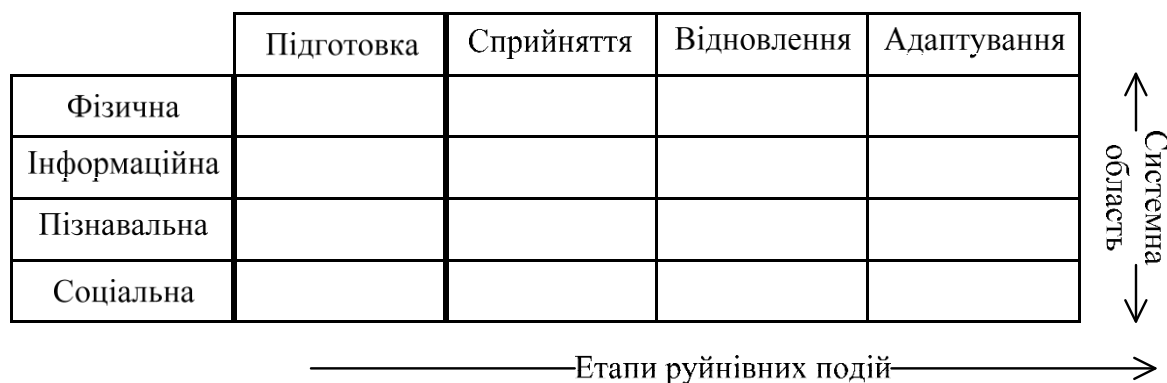 Підготовка Сприйняття Відновлення Адаптування
Фізична
Інформаційна
Пізнавальна
Соціальна
Системна
область
Етапи руйнівних подій